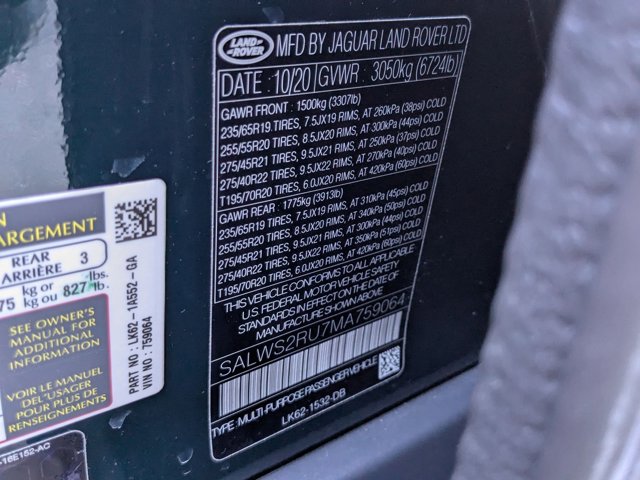 LAND
ROVER
MFD BY JAGUAR LAND ROVER LTD
DATE: 10/20 GVWR : 3050kg (6724lb)
GAWR FRONT : 1500kg (3307lb)
235/65R19 TIRES, 7.5JX19 RIMS, AT 260kPa (38psi) COLD
255/55R20 TIRES, 8.5JX20 RIMS, AT 300kPa (44psi) COLD
275/45R21 TIRES, 9.5JX21 RIMS, AT 250kPa (37psi) COLD
275/40R22 TIRES, 9.5JX22 RIMS, AT 270kPa (40psi) COLD
T195/70R20 TIRES, 6.0JX20 RIMS, AT 420kPa (60psi) COLD
GAWR REAR : 1775kg (3913lb)
235/65R19 TIRES, 7.5JX19 RIMS, AT 310kPa (45psi) COLD
255/55R20 TIRES, 8.5JX20 RIMS, AT 340kPa (50psi) COLD
275/45R21 TIRES, 9.5JX21 RIMS, AT 300kPa (44psi) COLD
275/40R22 TIRES, 9.5JX22 RIMS, AT 350kPa (51psi) COLD
T195/70R20 TIRES, 6.0JX20 RIMS, AT 420kPa (60psi) COLD
THIS VEHICLE CONFORMS TO ALL APPLICABLE
U.S. FEDERAL MOTOR VEHICLE SAFETY
STANDARDS IN EFFECT ON THE DATE OF
MANUFACTURE SHOWN ABOVE
SALWS2RU7MA759064
TYPE : MULTI-PURPOSE PASSENGER VEHICLE
LK62-1532-DB
N
ARGEMENT
REAR
ARRIÈRE 3
75 kg or lbs.
kg ou 827 lb.
SEE OWNER'S
MANUAL FOR
ADDITIONAL
INFORMATION
VOIR LE MANUEL
DE L'USAGER
POUR PLUS DE
RENSEIGNEMENTS
PART NO : LK62-1A552-GA
VIN NO : 759064
-16E152-AC